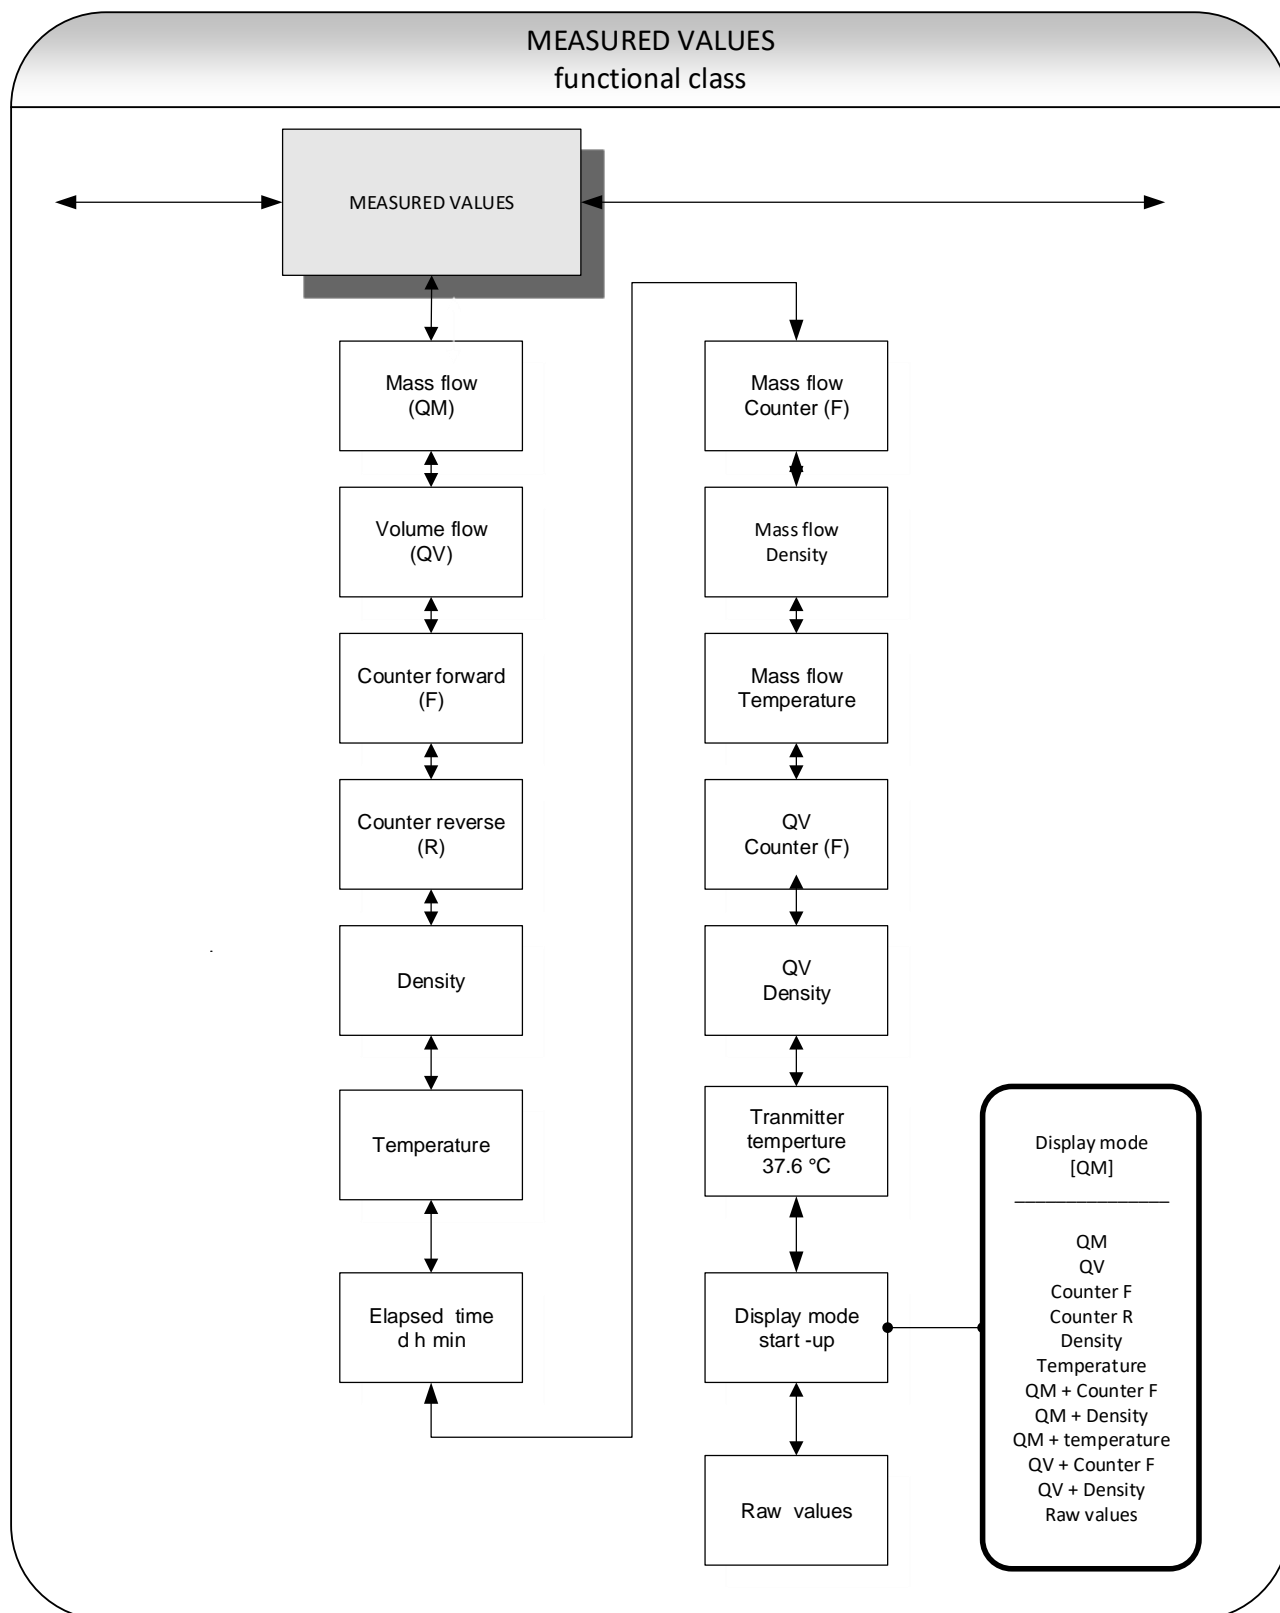 MEASURED VALUES
functional class
MEASURED VALUES
Mass flow
(QM)
Volume flow
(QV)
Counter forward
(F)
Counter reverse
(R)
Density
Temperature
Elapsed time
d h min
Mass flow
Counter (F)
Mass flow
Density
Mass flow
Temperature
QV
Counter (F)
QV
Density
Tranmitter
temperture
37.6 °C
Display mode
start -up
Raw values
Display mode
[QM]
QM
QV
Counter F
Counter R
Density
Temperature
QM + Counter F
QM + Density
QM + temperature
QV + Counter F
QV + Density
Raw values